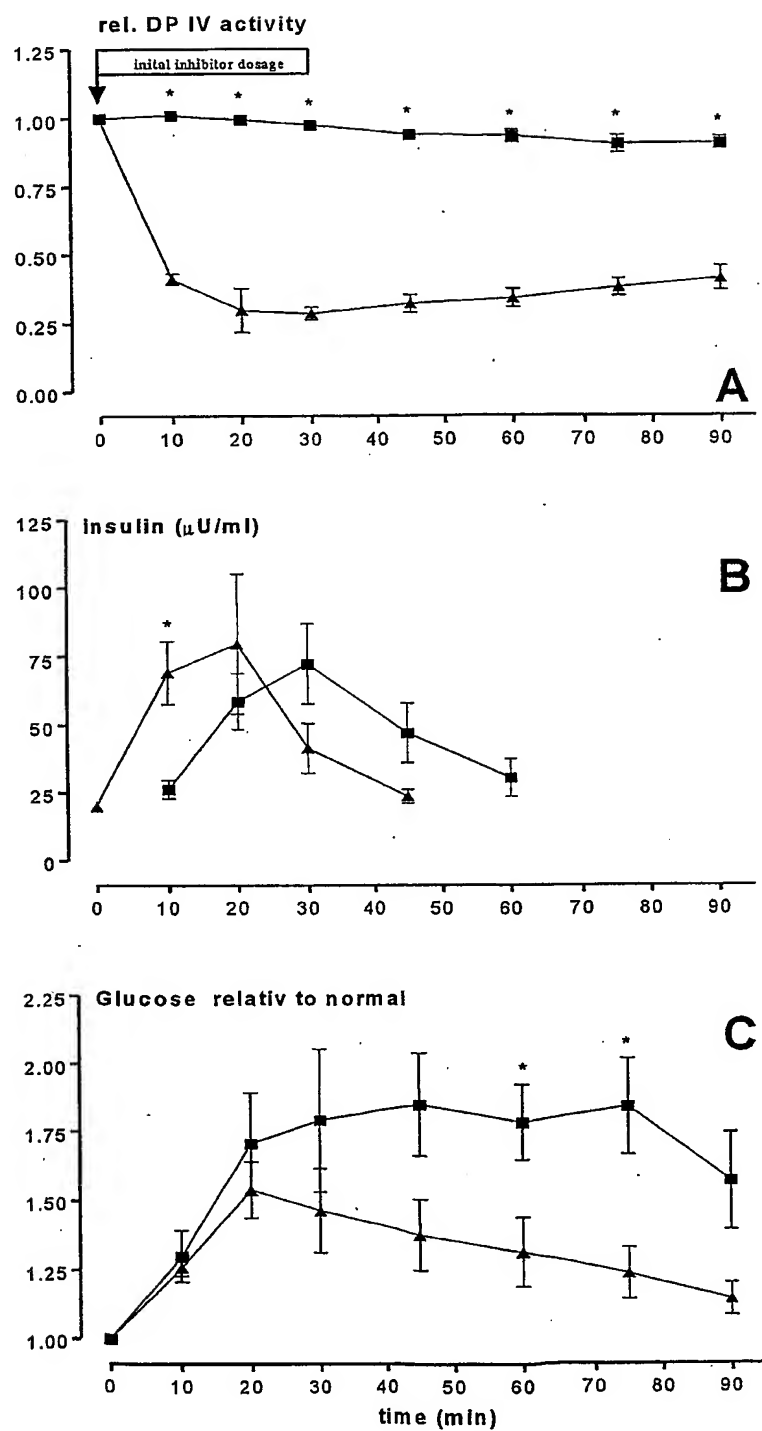 rel. DP IV activity
1.25
inital inhibitor dosage
* * * * * * *
1.00
0.75
0.50
0.25
0.00
A
0 10 20 30 40 50 60 70 80 90
125
insulin (μU/ml)
B
100
*
75
50
25
0
0 10 20 30 40 50 60 70 80 90
2.25
Glucose relativ to normal
C
* *
2.00
1.75
1.50
1.25
1.00
0 10 20 30 40 50 60 70 80 90
time (min)